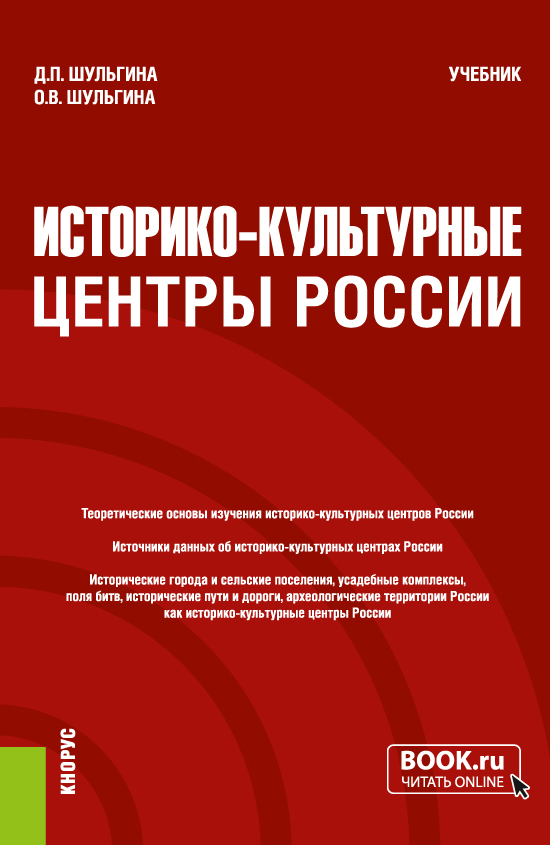 Д.П. ШУЛЬГИНА
О.В. ШУЛЬГИНА
УЧЕБНИК
ИСТОРИКО-КУЛЬТУРНЫЕ
ЦЕНТРЫ РОССИИ
Теоретические основы изучения историко-культурных центров России
Источники данных об историко-культурных центрах России
Исторические города и сельские поселения, усадебные комплексы,
поля битв, исторические пути и дороги, археологические территории России
как историко-культурные центры России
КНОРУС
BOOK.ru
ЧИТАТЬ ONLINE